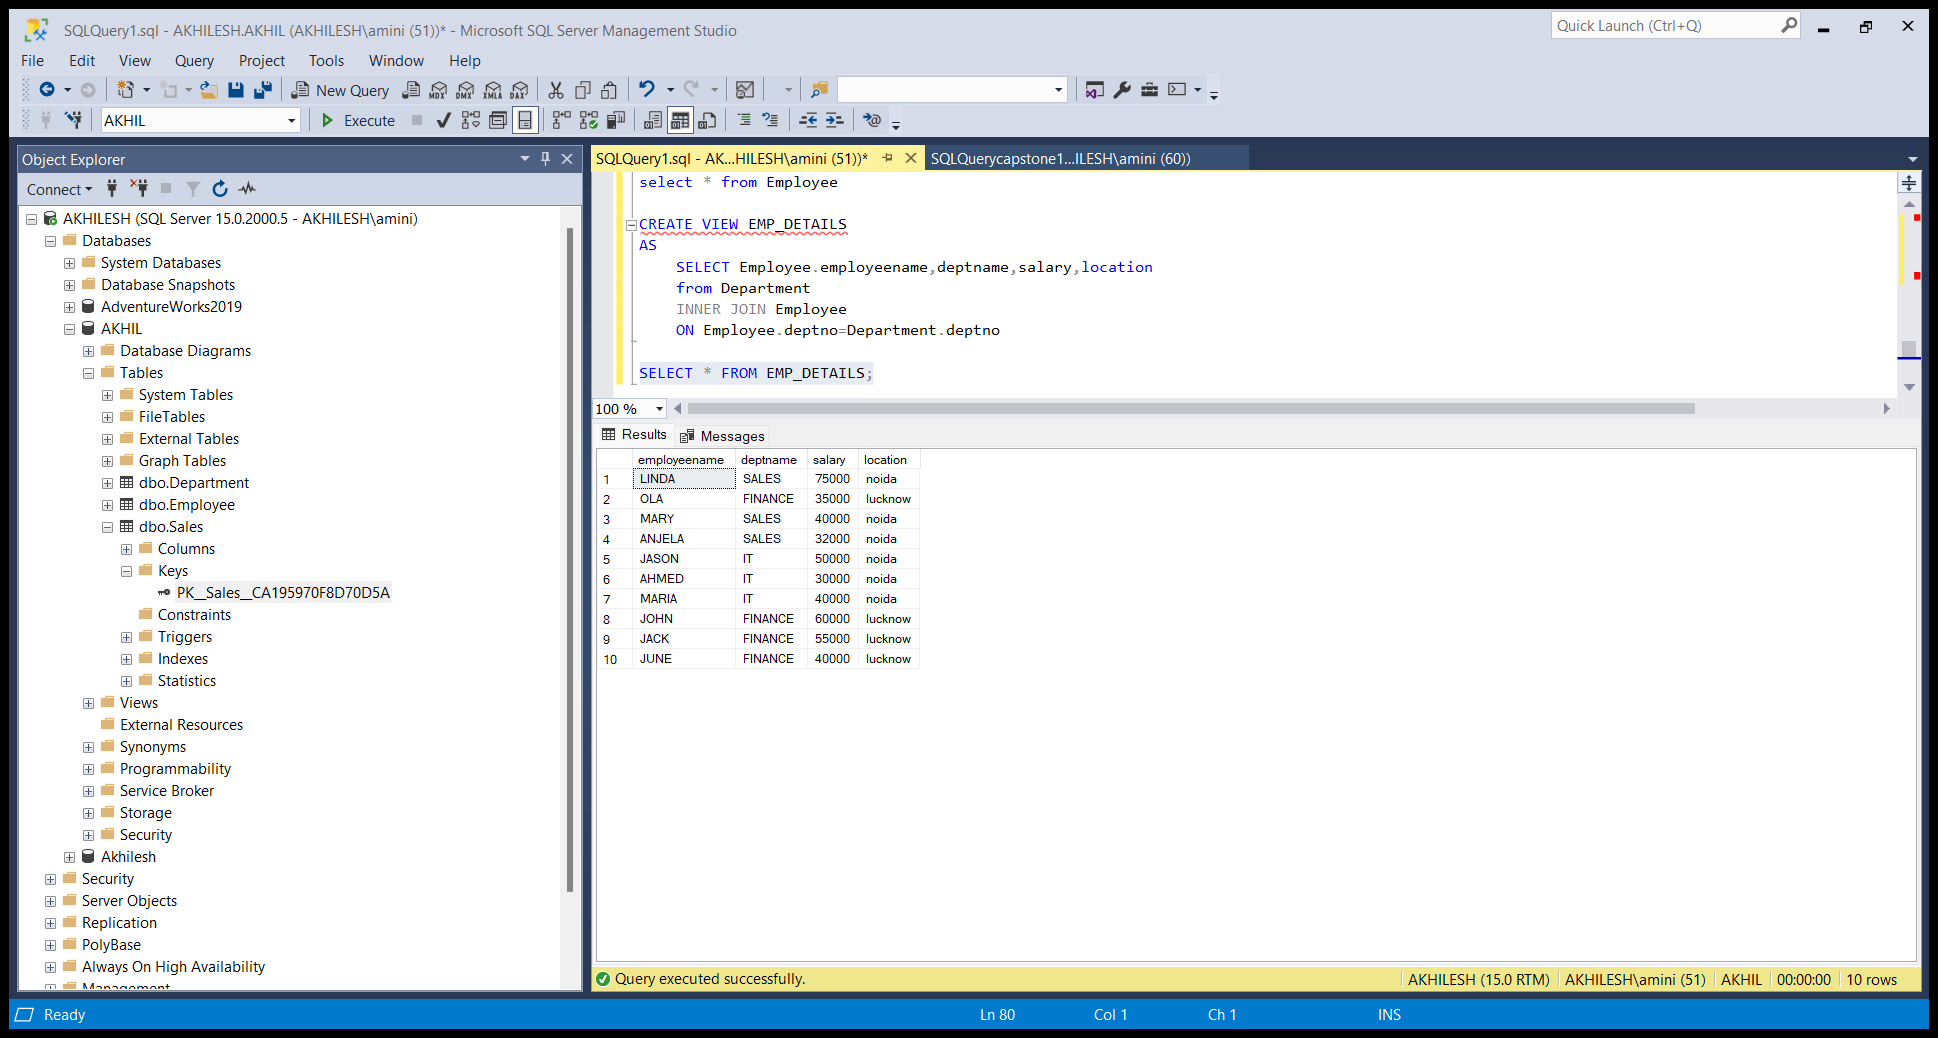 SQLQuery1.sql - AKHILESH.AKHIL (AKHILESH\amini (51))* - Microsoft SQL Server Management Studio
Quick Launch (Ctrl+Q)
File Edit View Query Project Tools Window Help
New Query MDX DMX XMLA DAX
AKHIL Execute
Object Explorer
Connect
AKHILESH (SQL Server 15.0.2000.5 - AKHILESH\amini)
Databases
System Databases
Database Snapshots
AdventureWorks2019
AKHIL
Database Diagrams
Tables
System Tables
FileTables
External Tables
Graph Tables
dbo.Department
dbo.Employee
dbo.Sales
Columns
Keys
PK__Sales__CA195970F8D70D5A
Constraints
Triggers
Indexes
Statistics
Views
External Resources
Synonyms
Programmability
Service Broker
Storage
Security
Akhilesh
Security
Server Objects
Replication
PolyBase
Always On High Availability
Management
SQLQuery1.sql - AK...HILESH\amini (51))* SQLQuerycapstone1...ILESH\amini (60))
select * from Employee
CREATE VIEW EMP_DETAILS
AS
SELECT Employee.employeename,deptname,salary,location
from Department
INNER JOIN Employee
ON Employee.deptno=Department.deptno
SELECT * FROM EMP_DETAILS;
100 %
Results Messages
employeename deptname salary location
1 LINDA SALES 75000 noida
2 OLA FINANCE 35000 lucknow
3 MARY SALES 40000 noida
4 ANJELA SALES 32000 noida
5 JASON IT 50000 noida
6 AHMED IT 30000 noida
7 MARIA IT 40000 noida
8 JOHN FINANCE 60000 lucknow
9 JACK FINANCE 55000 lucknow
10 JUNE FINANCE 40000 lucknow
Query executed successfully. AKHILESH (15.0 RTM) AKHILESH\amini (51) AKHIL 00:00:00 10 rows
Ready Ln 80 Col 1 Ch 1 INS